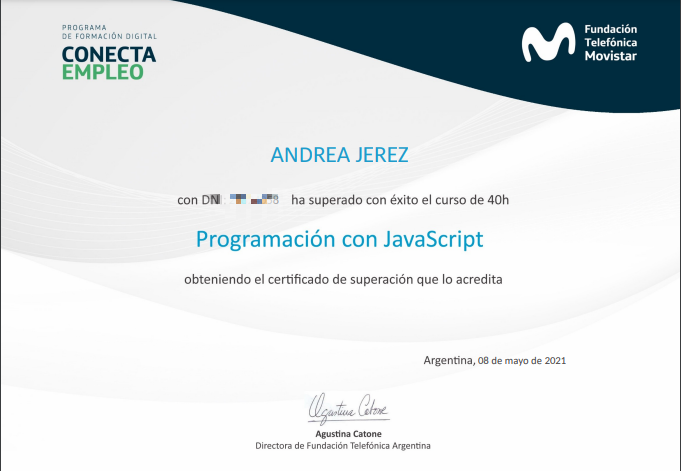 PROGRAMA
DE FORMACIÓN DIGITAL
CONECTA
EMPLEO
Fundación
Telefónica
Movistar
ANDREA JEREZ
con DNI ha superado con éxito el curso de 40h
Programación con JavaScript
obteniendo el certificado de superación que lo acredita
Argentina, 08 de mayo de 2021
Agustina Catone
Agustina Catone
Directora de Fundación Telefónica Argentina